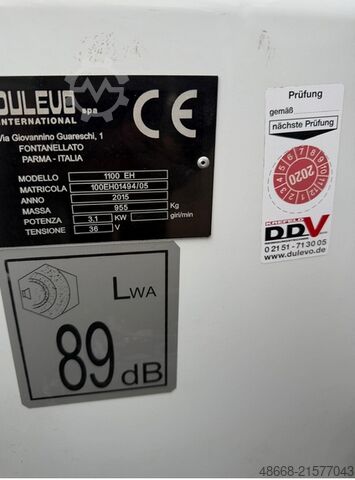 DULEVO spa
INTERNATIONAL
Via Giovannino Guareschi, 1
FONTANELLATO
PARMA - ITALIA
CE
MODELLO 1100 EH
MATRICOLA 100EH01494/05
ANNO 2015
MASSA 955 Kg
POTENZA 3.1 KW giri/min
TENSIONE 36 V
LWA
89 dB
Prüfung
gemäß
nächste Prüfung
2020
KREFELD
DDV
0 21 51 - 71 30 05
www.dulevo.de
48668-21577043